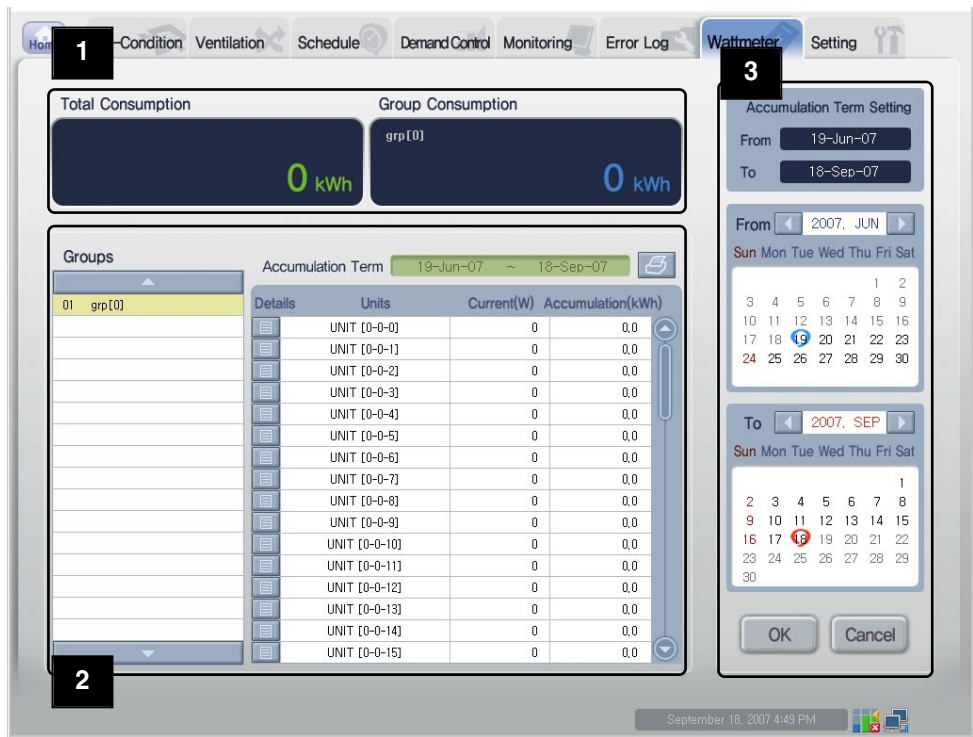 Hom -Condition Ventilation Schedule Demand Control Monitoring Error Log Wattmeter Setting
1
3
Total Consumption
0 kWh
Group Consumption
grp[0]
0 kWh
2
Groups
01 grp[0]
Accumulation Term 19-Jun-07 ~ 18-Sep-07
Details Units Current(W) Accumulation(kWh)
UNIT [0-0-0] 0 0,0
UNIT [0-0-1] 0 0,0
UNIT [0-0-2] 0 0,0
UNIT [0-0-3] 0 0,0
UNIT [0-0-4] 0 0,0
UNIT [0-0-5] 0 0,0
UNIT [0-0-6] 0 0,0
UNIT [0-0-7] 0 0,0
UNIT [0-0-8] 0 0,0
UNIT [0-0-9] 0 0,0
UNIT [0-0-10] 0 0,0
UNIT [0-0-11] 0 0,0
UNIT [0-0-12] 0 0,0
UNIT [0-0-13] 0 0,0
UNIT [0-0-14] 0 0,0
UNIT [0-0-15] 0 0,0
Accumulation Term Setting
From 19-Jun-07
To 18-Sep-07
From 2007, JUN
Sun Mon Tue Wed Thu Fri Sat
1 2
3 4 5 6 7 8 9
10 11 12 13 14 15 16
17 18 19 20 21 22 23
24 25 26 27 28 29 30
To 2007, SEP
Sun Mon Tue Wed Thu Fri Sat
1
2 3 4 5 6 7 8
9 10 11 12 13 14 15
16 17 18 19 20 21 22
23 24 25 26 27 28 29
30
OK Cancel
September 18, 2007 4:49 PM